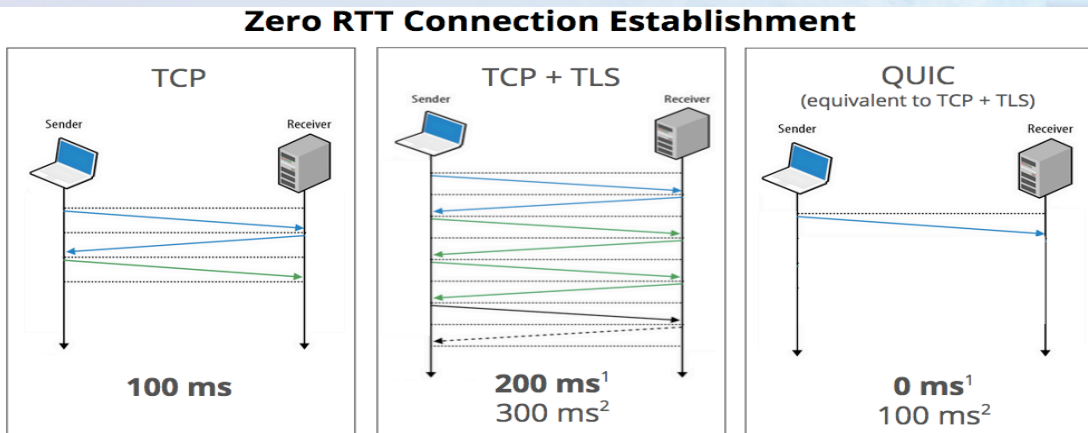 Zero RTT Connection Establishment
TCP
Sender
Receiver
100 ms
TCP + TLS
Sender
Receiver
200 ms¹
300 ms²
QUIC
(equivalent to TCP + TLS)
Sender
Receiver
0 ms¹
100 ms²